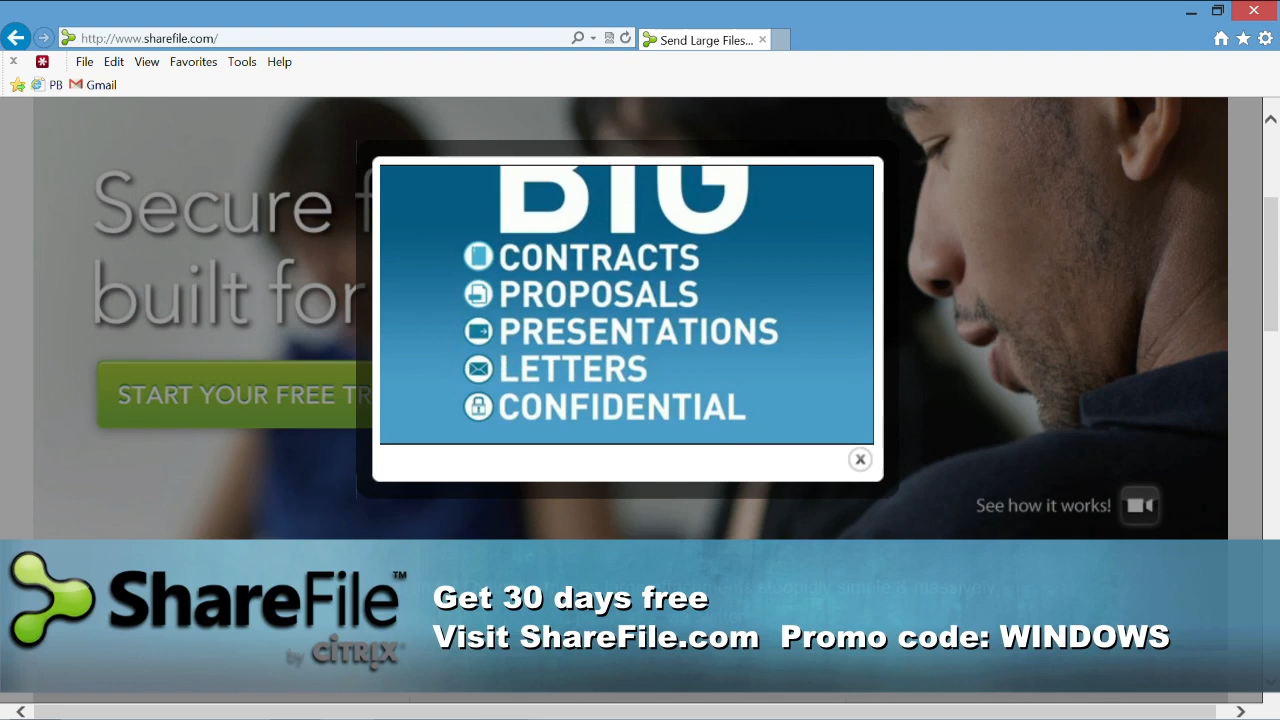 http://www.sharefile.com/
Send Large Files...
File Edit View Favorites Tools Help
PB Gmail
Secure f
built for
START YOUR FREE TR
BIG
CONTRACTS
PROPOSALS
PRESENTATIONS
LETTERS
CONFIDENTIAL
See how it works!
ShareFile™
by CITRIX
Get 30 days free
Visit ShareFile.com Promo code: WINDOWS